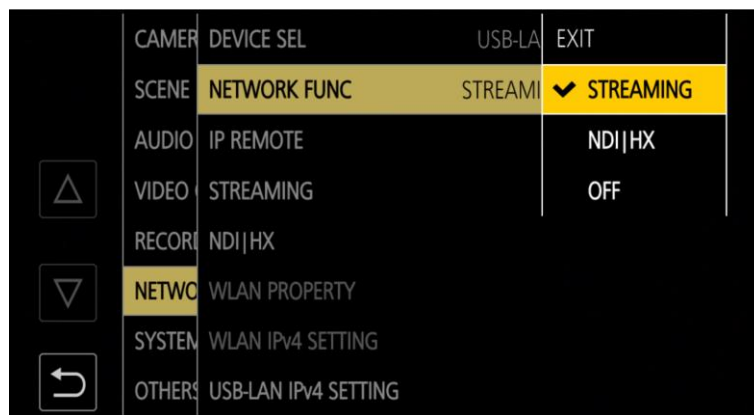 CAMER DEVICE SEL USB-LA EXIT
SCENE NETWORK FUNC STREAMI ✔ STREAMING
AUDIO IP REMOTE NDI|HX
VIDEO STREAMING OFF
RECORD NDI|HX
NETWO WLAN PROPERTY
SYSTEM WLAN IPv4 SETTING
OTHERS USB-LAN IPv4 SETTING